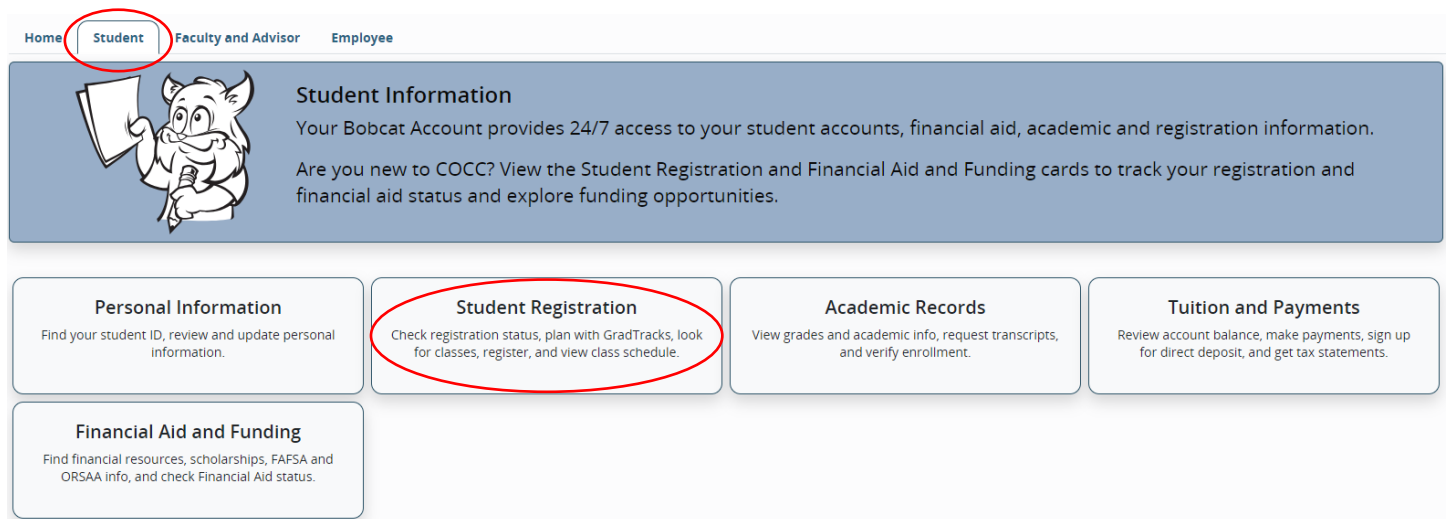 Home Student Faculty and Advisor Employee
Student Information
Your Bobcat Account provides 24/7 access to your student accounts, financial aid, academic and registration information.
Are you new to COCC? View the Student Registration and Financial Aid and Funding cards to track your registration and
financial aid status and explore funding opportunities.
Personal Information
Find your student ID, review and update personal
information.
Student Registration
Check registration status, plan with GradTracks, look
for classes, register, and view class schedule.
Academic Records
View grades and academic info, request transcripts,
and verify enrollment.
Tuition and Payments
Review account balance, make payments, sign up
for direct deposit, and get tax statements.
Financial Aid and Funding
Find financial resources, scholarships, FAFSA and
ORSAA info, and check Financial Aid status.